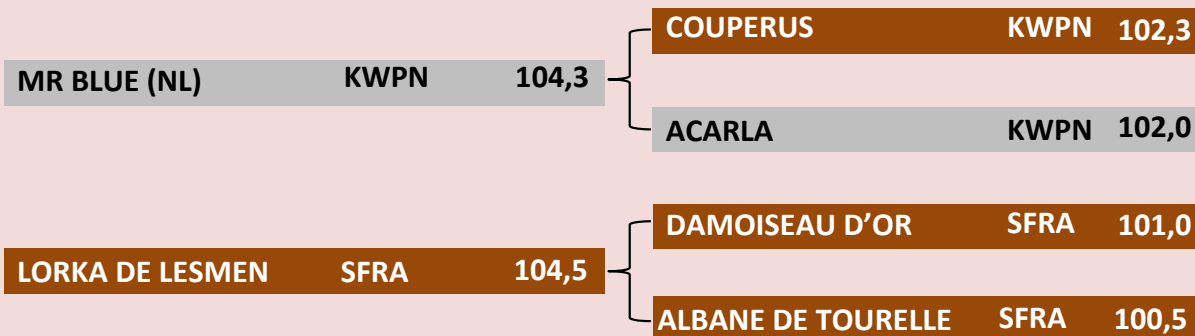 COUPERUS KWPN 102,3
MR BLUE (NL) KWPN 104,3
ACARLA KWPN 102,0
DAMOISEAU D’OR SFRA 101,0
LORKA DE LESMEN SFRA 104,5
ALBANE DE TOURELLE SFRA 100,5